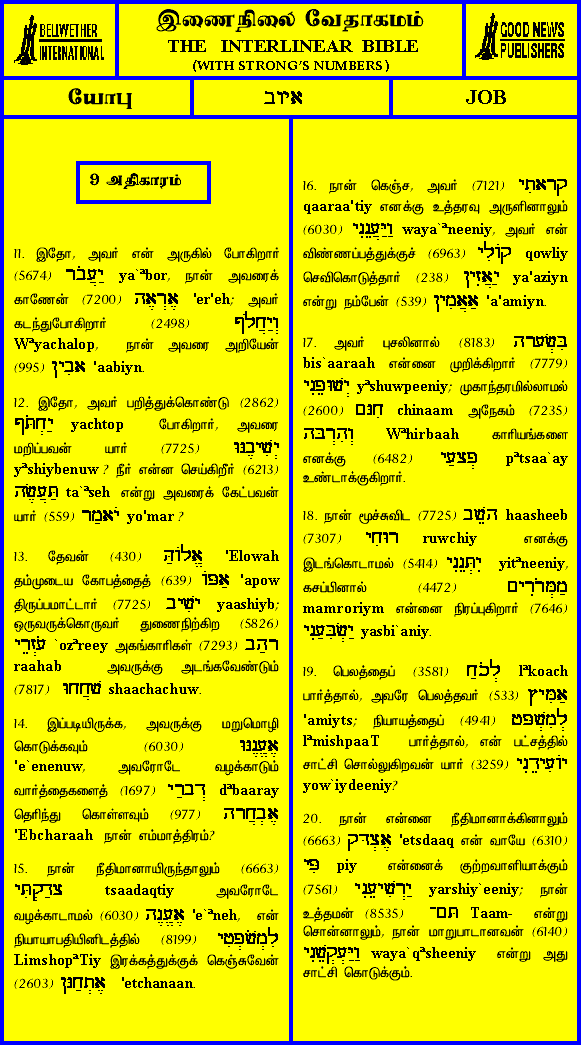 BELLWETHER
INTERNATIONAL
இணைநிலை வேதாகமம்
THE INTERLINEAR BIBLE
(WITH STRONG'S NUMBERS)
GOOD NEWS
PUBLISHERS
யோபு
איוב
JOB
9 அதிகாரம்
11. இதோ, அவர் என் அருகில் போகிறார்
(5674) יַעֲבֹר ya`ªbor, நான் அவரைக்
காணேன் (7200) אֶרְאֶה 'er'eh; அவர்
கடந்துபோகிறார் (2498) וְיַחֲלֹף
Wªyachalop, நான் அவரை அறியேன்
(995) אבִין 'aabiyn.
12. இதோ, அவர் பறித்துக்கொண்டு (2862)
יַחְתֹּף yachtop போகிறார், அவரை
மறிப்பவன் யார் (7725) יְשִׁיבֶנּוּ
yªshiybenuw? நீர் என்ன செய்கிறீர் (6213)
תַּעֲשֶׂה ta`ªseh என்று அவரைக் கேட்பவன்
யார் (559) יֹאמַר yo'mar?
13. தேவன் (430) אֱלוֹהַּ 'Elowah
தம்முடைய கோபத்தைத் (639) אַפּוֹ 'apow
திருப்பமாட்டார் (7725) יָשִׁיב yaashiyb;
ஒருவருக்கொருவர் துணைநிற்கிற (5826)
עֹזְרֵי `ozªreey அகங்காரிகள் (7293) רָהַב
raahab அவருக்கு அடங்கவேண்டும்
(7817) שָׁחֲחוּ shaachachuw.
14. இப்படியிருக்க, அவருக்கு மறுமொழி
கொடுக்கவும் (6030) אֶעֱנֶנּוּ
'e`enenuw, அவரோடே வழக்காடும்
வார்த்தைகளைத் (1697) דְבָרַי dªbaaray
தெரிந்து கொள்ளவும் (977) אֶבְחֲרָה
'Ebcharaah நான் எம்மாத்திரம்?
15. நான் நீதிமானாயிருந்தாலும் (6663)
צָדַקְתִּי tsaadaqtiy அவரோடே
வழக்காடாமல் (6030) אֶעֱנֶה 'e`ªneh, என்
நியாயாபதியினிடத்தில் (8199) לִמְשֹׁפְטִי
LimshopªTiy இரக்கத்துக்குக் கெஞ்சுவேன்
(2603) אֶתְחַנָּן 'etchanaan.
16. நான் கெஞ்ச, அவர் (7121) קראתִי
qaaraa'tiy எனக்கு உத்தரவு அருளினாலும்
(6030) וַיַּעֲנֵנִי waya`ªneeniy, அவர் என்
விண்ணப்பத்துக்குச் (6963) קוֹלִי qowliy
செவிகொடுத்தார் (238) יַאֲזִין ya'aziyn
என்று நம்பேன் (539) אַאֲמִין 'a'amiyn.
17. அவர் புசலினால் (8183) בִּשְׂערה
bis`aaraah என்னை முறிக்கிறார் (7779)
יְשׁוּפֵנִי yªshuwpeeniy; முகாந்தரமில்லாமல்
(2600) חִנּם chinaam அநேகம் (7235)
וְהִרְבָּה Wªhirbaah காரியங்களை
எனக்கு (6482) פְצעַי pªtsaa`ay
உண்டாக்குகிறார்.
18. நான் மூச்சுவிட (7725) השֵׁב haasheeb
(7307) רוּחִי ruwchiy எனக்கு
இடங்கொடாமல் (5414) יִתְּנֵנִי yitªneeniy,
கசப்பினால் (4472) מַמְּרֹרִים
mamroriym என்னை நிரப்புகிறார் (7646)
יַשְׂבִּעַנִי yasbi`aniy.
19. பெலத்தைப் (3581) לְכֹחַ lªkoach
பார்த்தால், அவரே பெலத்தவர் (533) אַמִּיץ
'amiyts; நியாயத்தைப் (4941) לְמִשְׁפּט
lªmishpaaT பார்த்தால், என் பட்சத்தில்
சாட்சி சொல்லுகிறவன் யார் (3259) יוֹעִידֵנִי
yow`iydeeniy?
20. நான் என்னை நீதிமானாக்கினாலும்
(6663) אֶצְדּק 'etsdaaq என் வாயே (6310)
פִּי piy என்னைக் குற்றவாளியாக்கும்
(7561) יַרְשִׁיעֵנִי yarshiy`eeniy; நான்
உத்தமன் (8535) תּם־ Taam- என்று
சொன்னாலும், நான் மாறுபாடானவன் (6140)
וַיַּעְקְשֵׁנִי waya`qªsheeniy என்று அது
சாட்சி கொடுக்கும்.